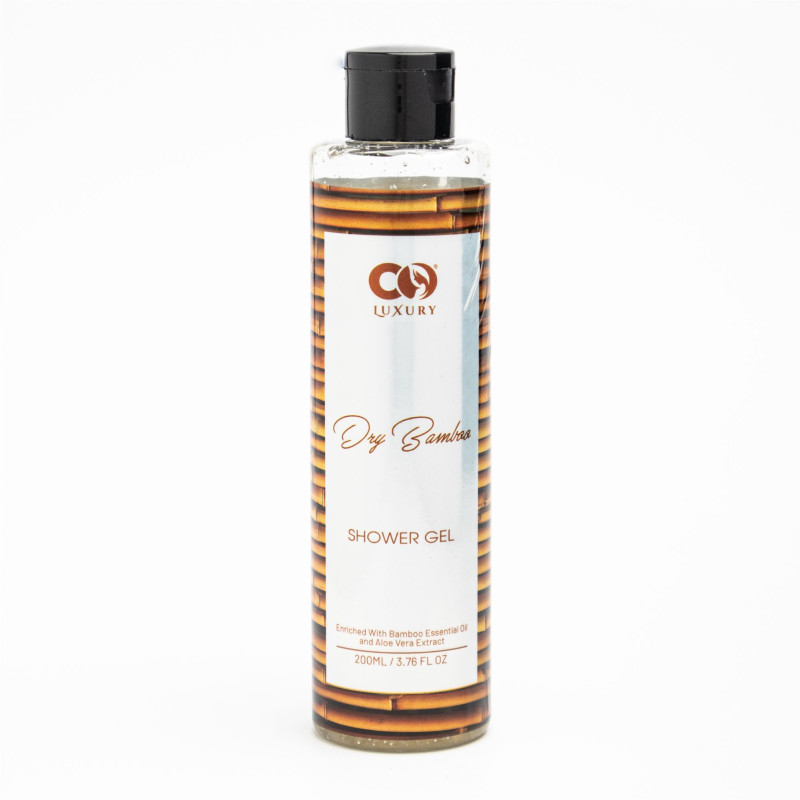 CO®
LUXURY
Dry Bamboo
SHOWER GEL
Enriched With Bamboo Essential Oil
and Aloe Vera Extract
200ML / 3.76 FL OZ